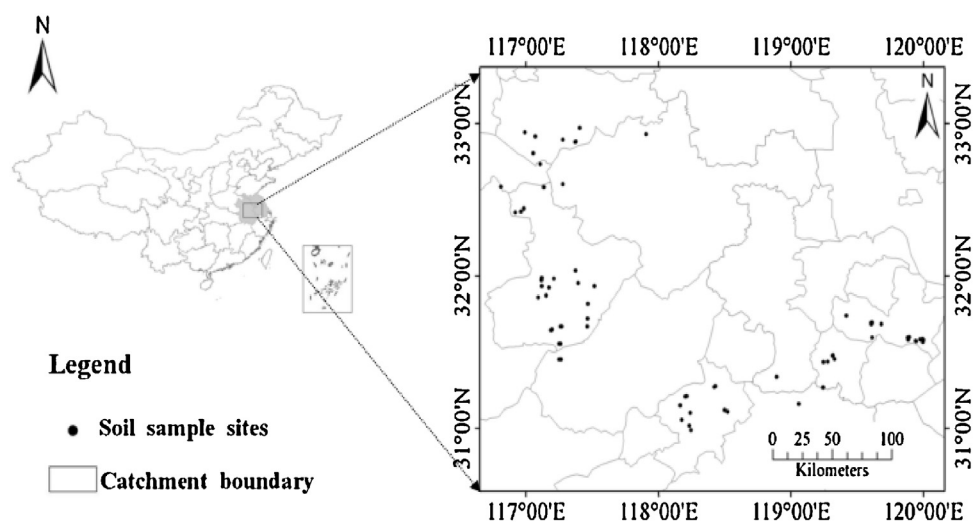 N
Legend
Soil sample sites
Catchment boundary
117°00'E 118°00'E 119°00'E 120°00'E
N
33°00'N 33°00'N
32°00'N 32°00'N
31°00'N 31°00'N
0 25 50 100
Kilometers
117°00'E 118°00'E 119°00'E 120°00'E